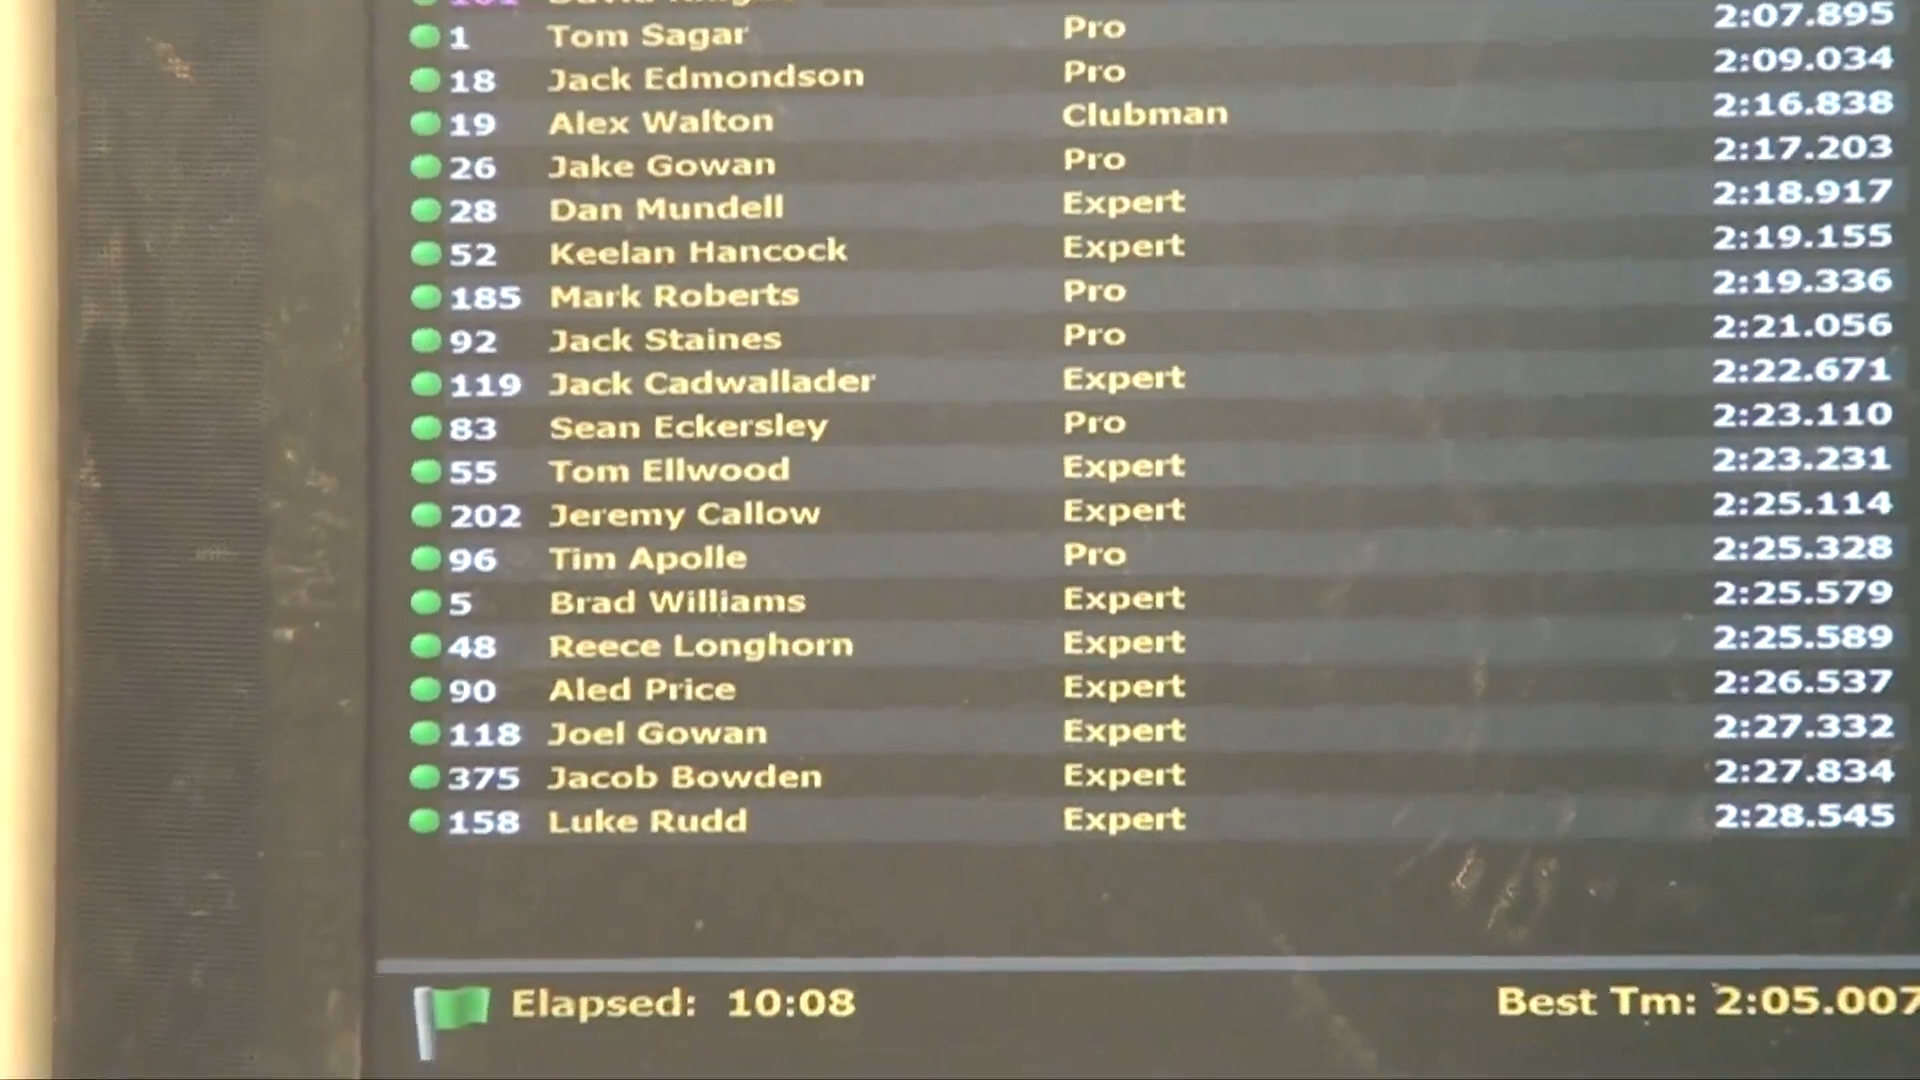 1 Tom Sagar Pro 2:07.895
18 Jack Edmondson Pro 2:09.034
19 Alex Walton Clubman 2:16.838
26 Jake Gowan Pro 2:17.203
28 Dan Mundell Expert 2:18.917
52 Keelan Hancock Expert 2:19.155
185 Mark Roberts Pro 2:19.336
92 Jack Staines Pro 2:21.056
119 Jack Cadwallader Expert 2:22.671
83 Sean Eckersley Pro 2:23.110
55 Tom Ellwood Expert 2:23.231
202 Jeremy Callow Expert 2:25.114
96 Tim Apolle Pro 2:25.328
5 Brad Williams Expert 2:25.579
48 Reece Longhorn Expert 2:25.589
90 Aled Price Expert 2:26.537
118 Joel Gowan Expert 2:27.332
375 Jacob Bowden Expert 2:27.834
158 Luke Rudd Expert 2:28.545
Elapsed: 10:08 Best Tm: 2:05.007